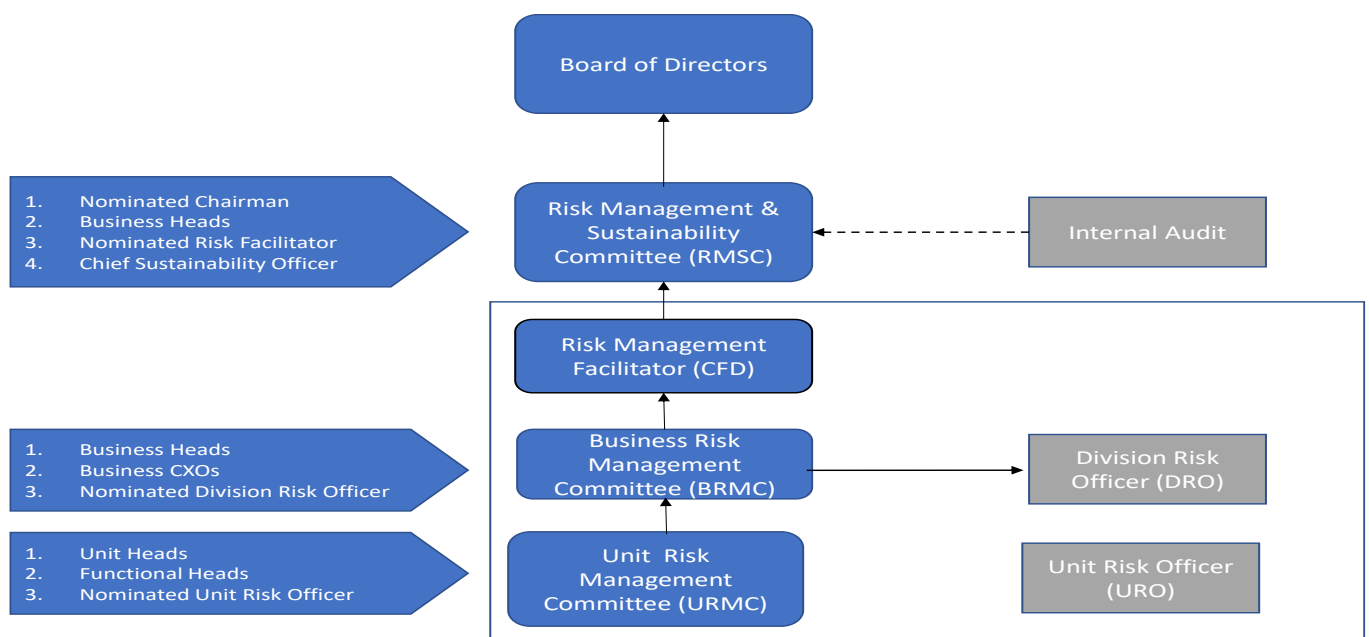 Board of Directors
1. Nominated Chairman
2. Business Heads
3. Nominated Risk Facilitator
4. Chief Sustainability Officer
Risk Management &
Sustainability
Committee (RMSC)
Internal Audit
Risk Management
Facilitator (CFD)
1. Business Heads
2. Business CXOs
3. Nominated Division Risk Officer
Business Risk
Management
Committee (BRMC)
Division Risk
Officer (DRO)
1. Unit Heads
2. Functional Heads
3. Nominated Unit Risk Officer
Unit Risk
Management
Committee (URMC)
Unit Risk Officer
(URO)